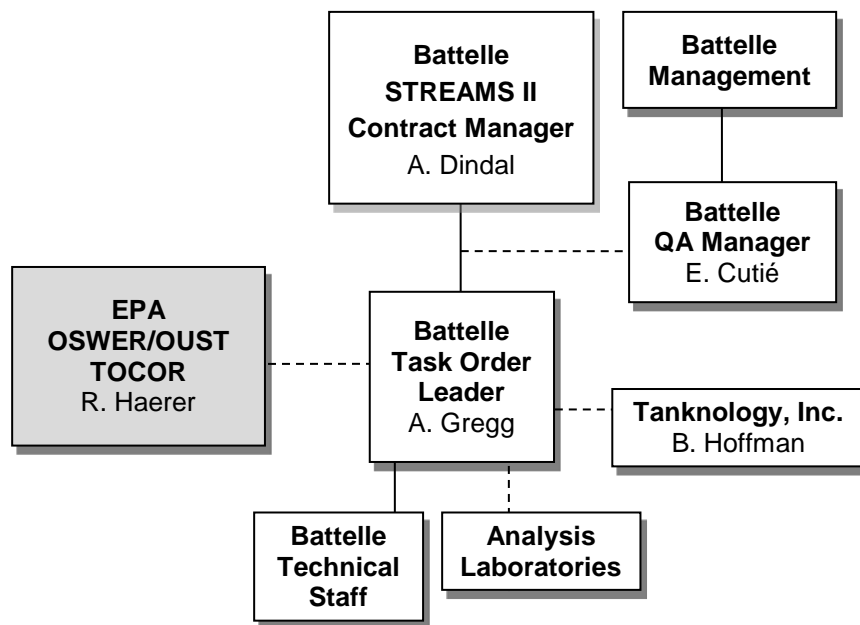 Battelle
STREAMS II
Contract Manager
A. Dindal
Battelle
Management
Battelle
QA Manager
E. Cutié
EPA
OSWER/OUST
TOCOR
R. Haerer
Battelle
Task Order
Leader
A. Gregg
Tanknology, Inc.
B. Hoffman
Battelle
Technical
Staff
Analysis
Laboratories